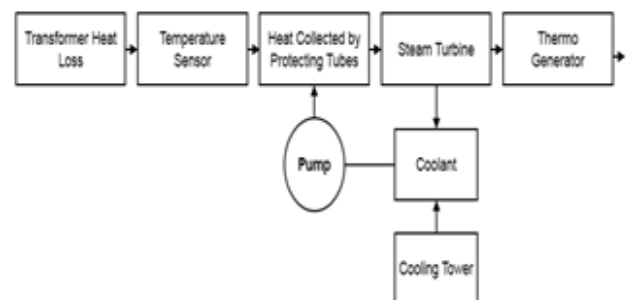 Transformer Heat
Loss
Temperature
Sensor
Heat Collected by
Protecting Tubes
Steam Turbine
Thermo
Generator
Pump
Coolant
Cooling Tower